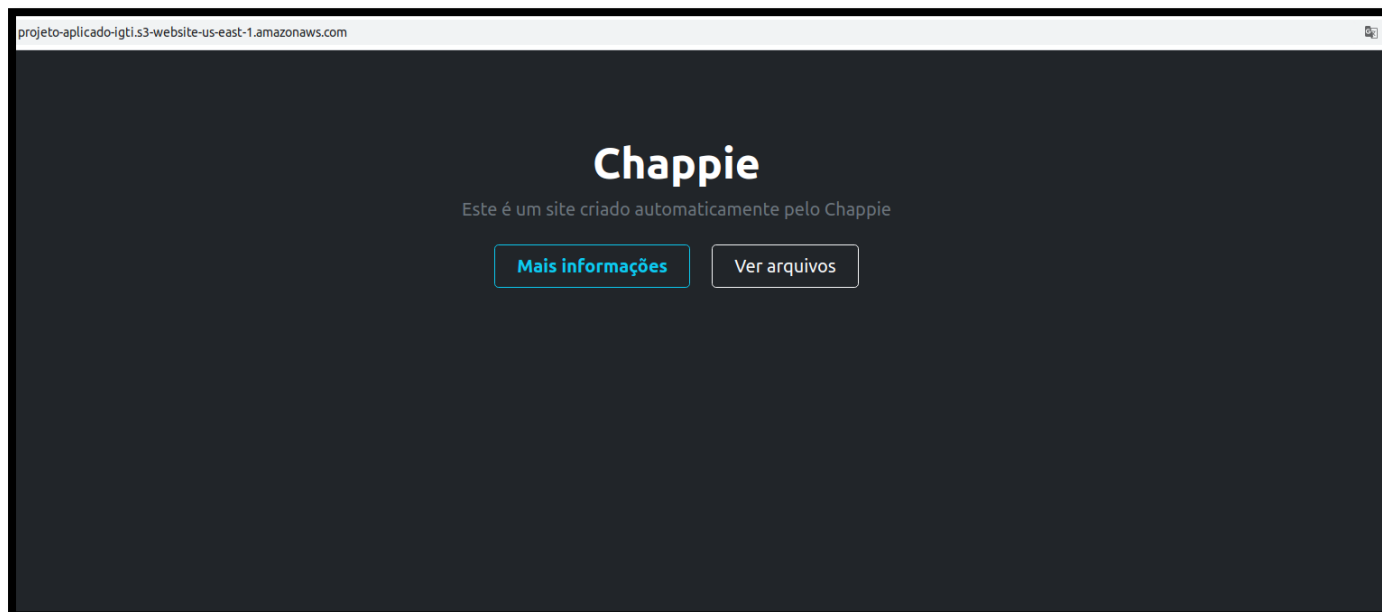 projeto-aplicado-igti.s3-website-us-east-1.amazonaws.com
Chappie
Este é um site criado automaticamente pelo Chappie
Mais informações
Ver arquivos